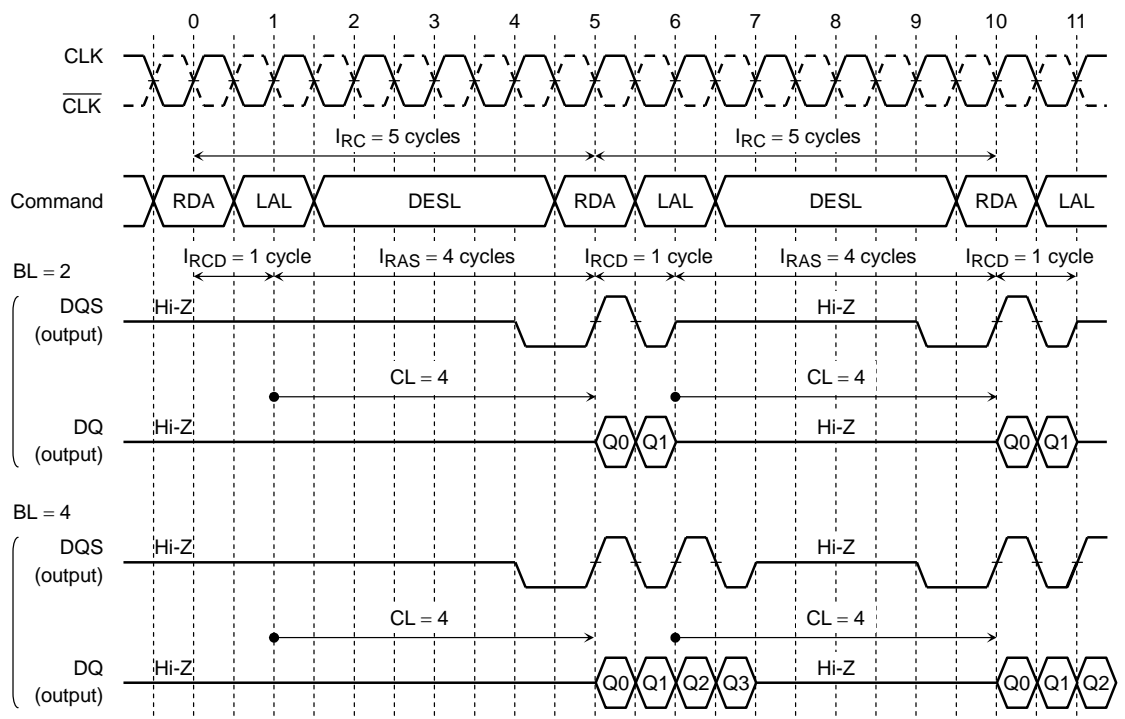 0 1 2 3 4 5 6 7 8 9 10 11
CLK
CLK
IRC = 5 cycles IRC = 5 cycles
Command RDA LAL DESL RDA LAL DESL RDA LAL
IRCD = 1 cycle IRAS = 4 cycles IRCD = 1 cycle IRAS = 4 cycles IRCD = 1 cycle
BL = 2
DQS Hi-Z Hi-Z
(output)
CL = 4 CL = 4
DQ Hi-Z Q0 Q1 Hi-Z Q0 Q1
(output)
BL = 4
DQS Hi-Z Hi-Z
(output)
CL = 4 CL = 4
DQ Hi-Z Q0 Q1 Q2 Q3 Hi-Z Q0 Q1 Q2
(output)